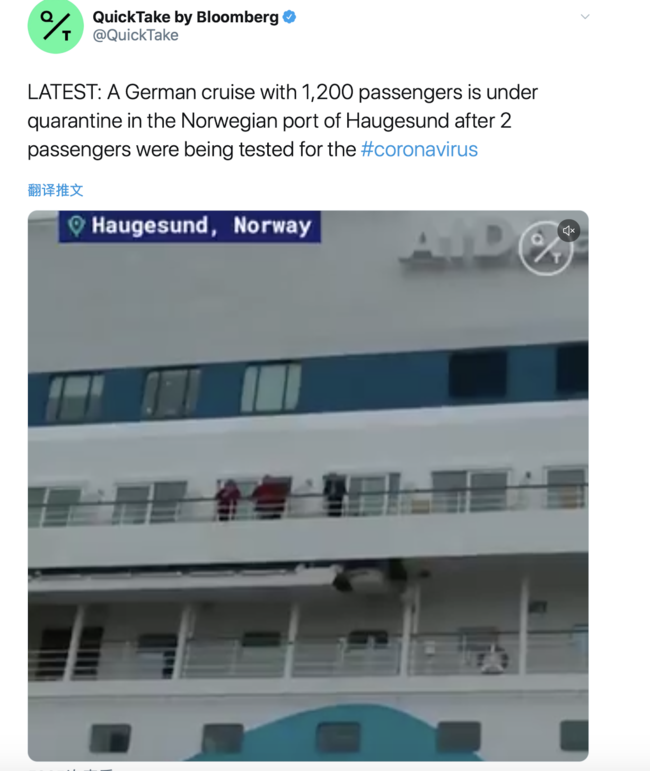 QuickTake by Bloomberg
@QuickTake
LATEST: A German cruise with 1,200 passengers is under
quarantine in the Norwegian port of Haugesund after 2
passengers were being tested for the #coronavirus
翻译推文
Haugesund, Norway
AIDA
Q/T